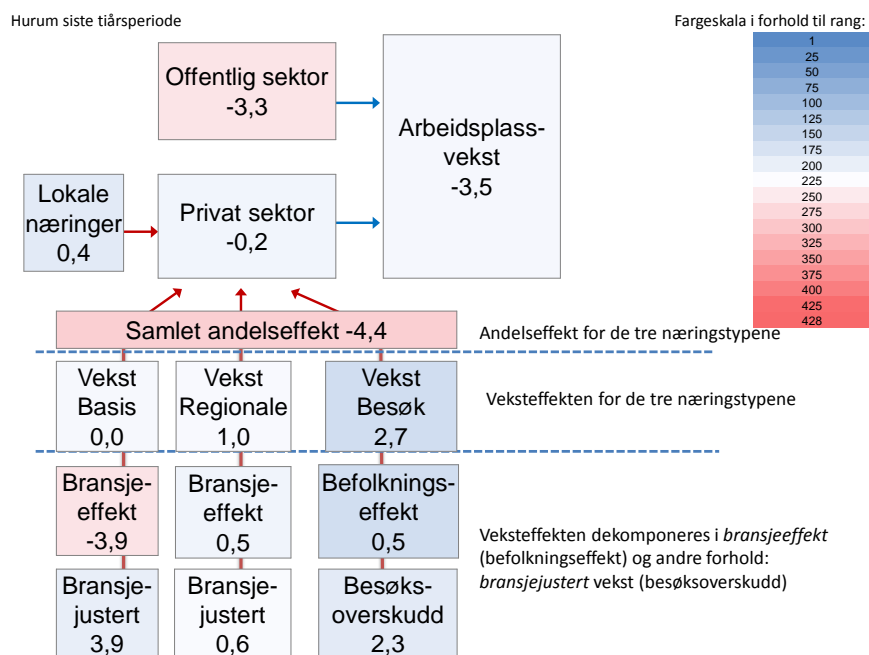 Hurum siste tiårsperiode
Fargeskala i forhold til rang:
1
25
50
75
100
125
150
175
200
225
250
275
300
325
350
375
400
425
428
Offentlig sektor
-3,3
Arbeidsplass-
vekst
-3,5
Lokale
næringer
0,4
Privat sektor
-0,2
Samlet andelseffekt -4,4
Andelseffekt for de tre næringstypene
Vekst
Basis
0,0
Vekst
Regionale
1,0
Vekst
Besøk
2,7
Veksteffekten for de tre næringstypene
Bransje-
effekt
-3,9
Bransje-
effekt
0,5
Befolknings-
effekt
0,5
Veksteffekten dekomponeres i bransjeeffekt
(befolkningseffekt) og andre forhold:
bransjejustert vekst (besøksoverskudd)
Bransje-
justert
3,9
Bransje-
justert
0,6
Besøks-
overskudd
2,3